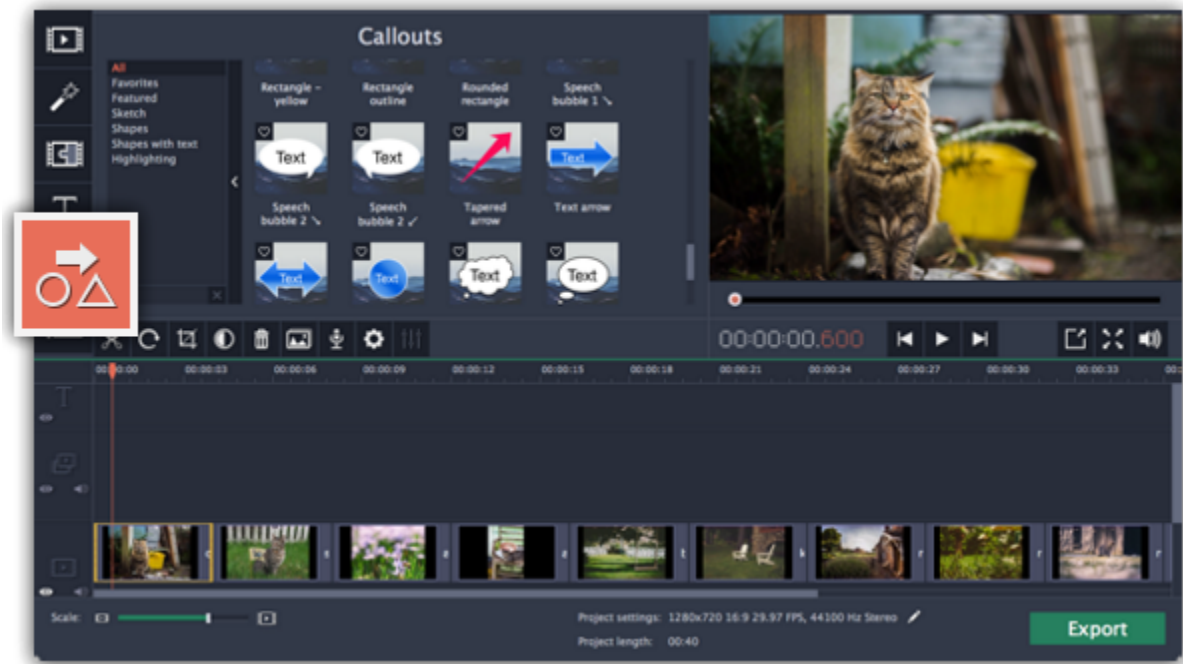 Callouts
All
Favorites
Featured
Sketch
Shapes
Shapes with text
Highlighting
Rectangle –
yellow
Rectangle
outline
Rounded
rectangle
Speech
bubble 1 ↘
Text
Text
Text
Speech
bubble 2 ↘
Speech
bubble 2 ↙
Tapered
arrow
Text arrow
Text
Text
Text
Text
00:00:00.600
00:00:00
00:00:03
00:00:06
00:00:09
00:00:12
00:00:15
00:00:18
00:00:21
00:00:24
00:00:27
00:00:30
00:00:33
T
Scale:
Project settings: 1280x720 16:9 29.97 FPS, 44100 Hz Stereo
Project length: 00:40
Export